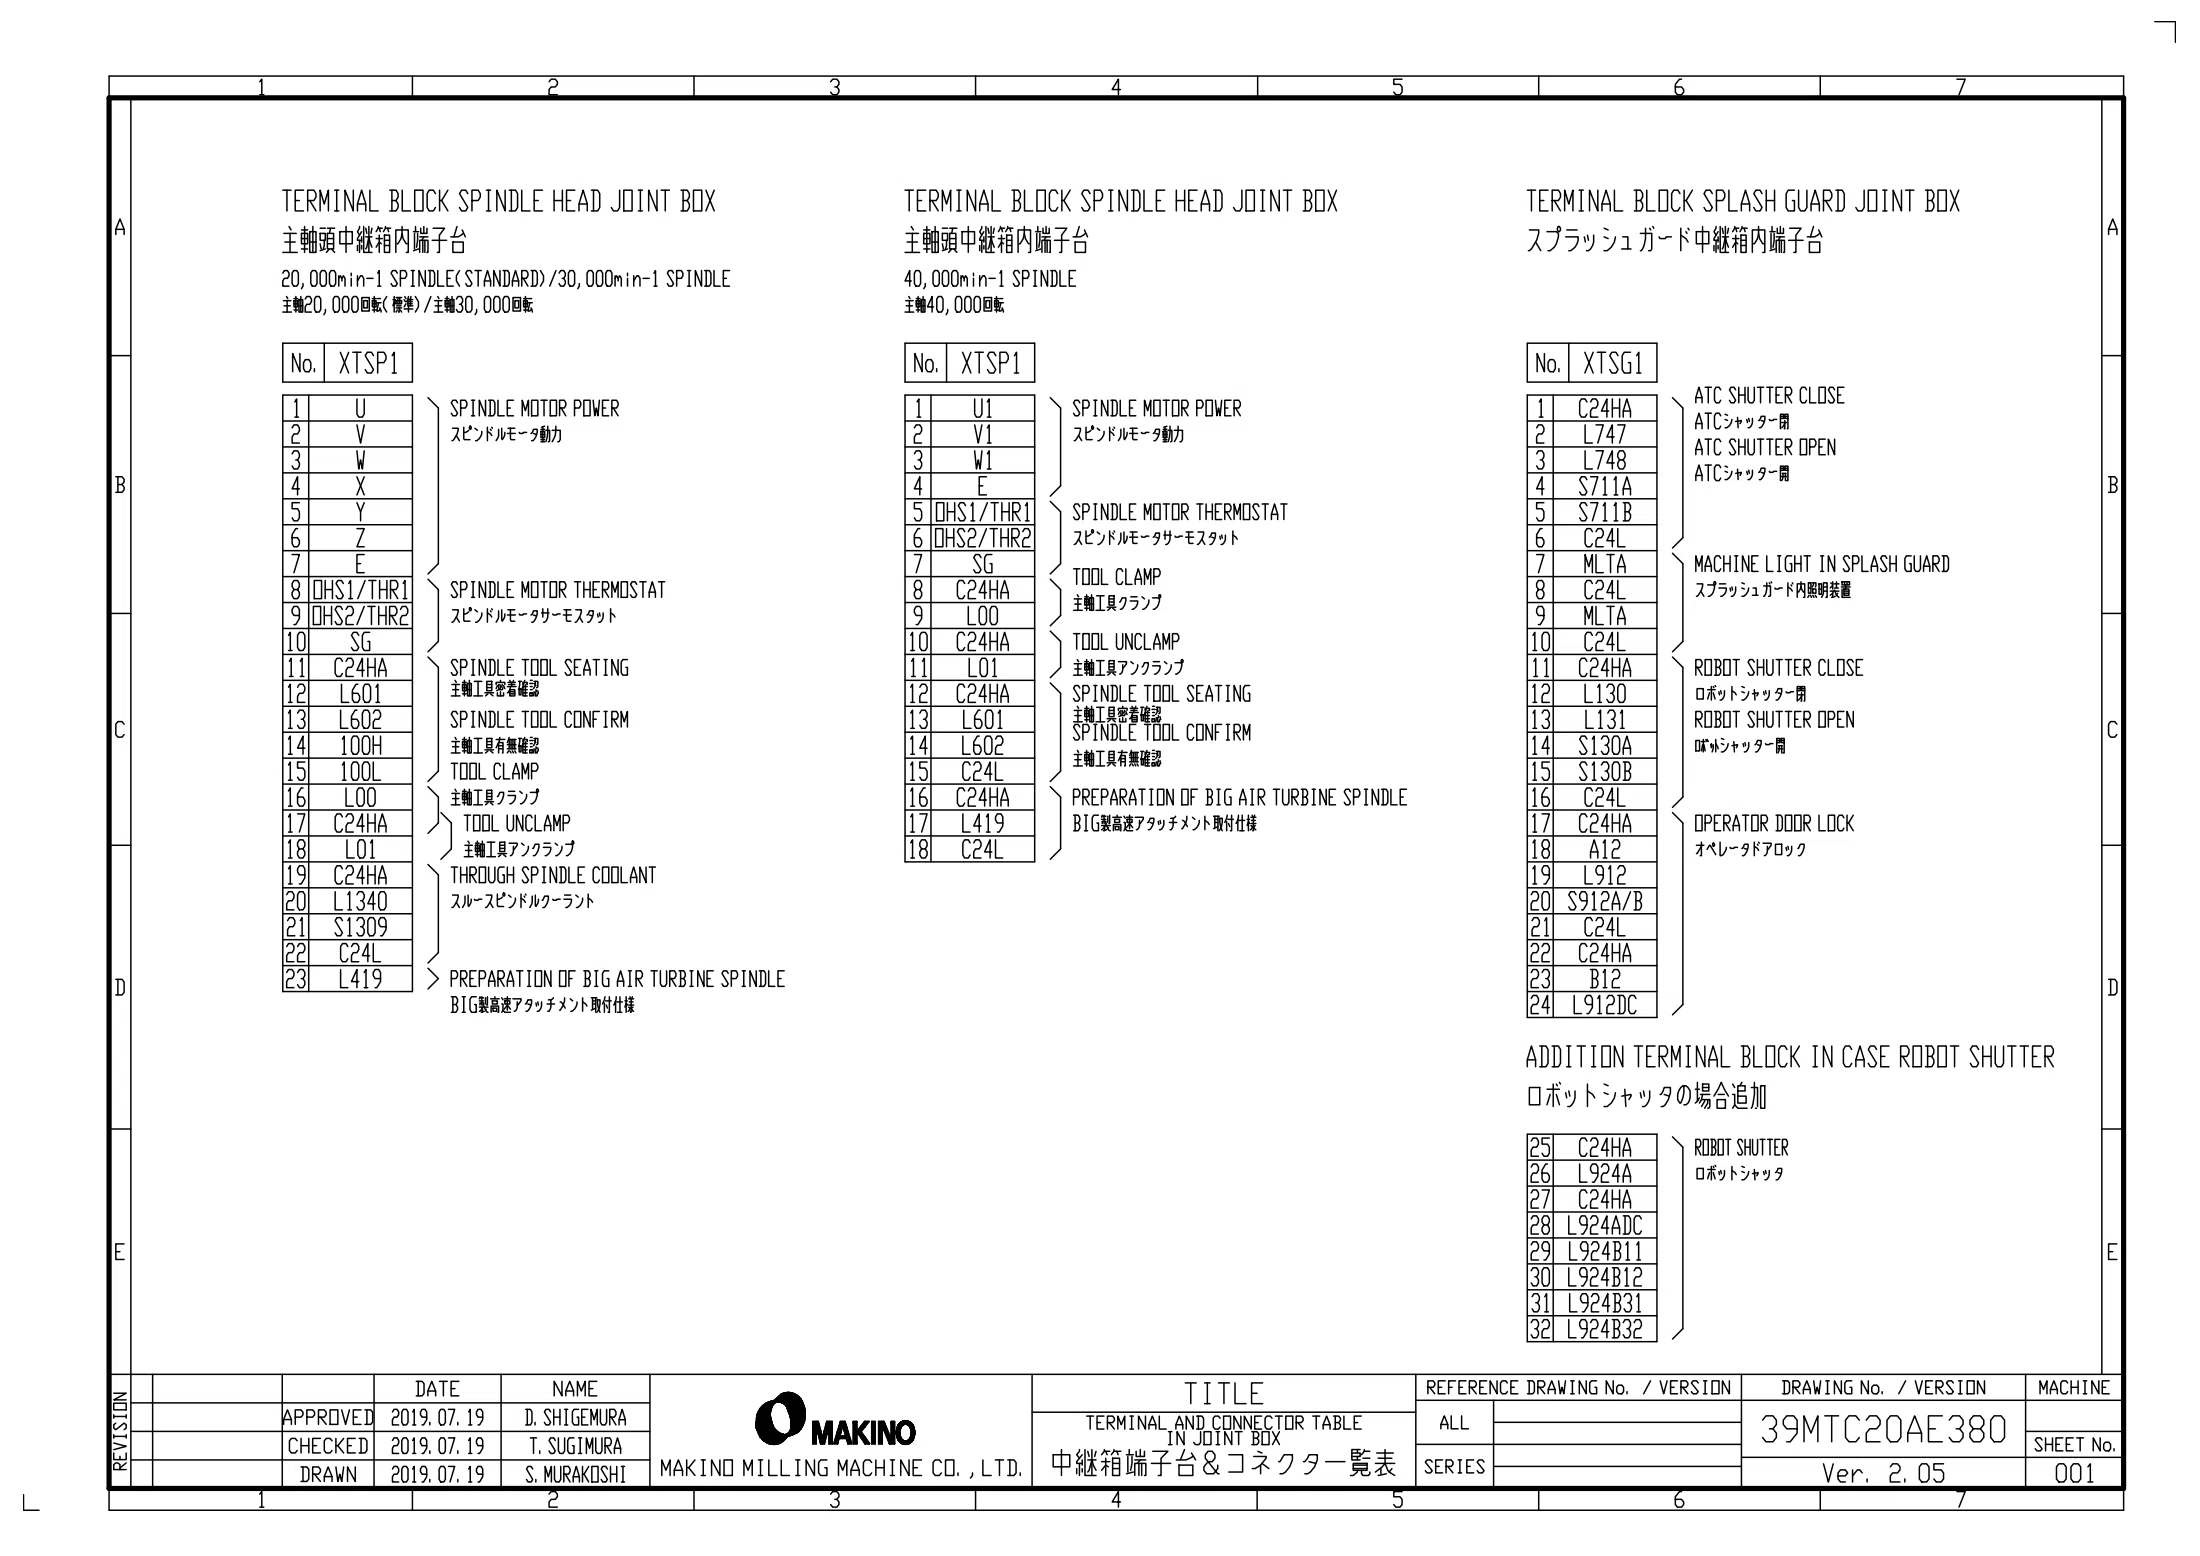 1 2 3 4 5 6 7
A A
B B
C C
D D
E E
TERMINAL BLOCK SPINDLE HEAD JOINT BOX
主軸頭中継箱内端子台
20,000min-1 SPINDLE(STANDARD)/30,000min-1 SPINDLE
主軸20,000回転(標準)/主軸30,000回転
No. XTSP1
1 U
2 V
3 W
4 X
5 Y
6 Z
7 E
8 OHS1/THR1
9 OHS2/THR2
10 SG
11 C24HA
12 L601
13 L602
14 100H
15 100L
16 L00
17 C24HA
18 L01
19 C24HA
20 L1340
21 S1309
22 C24L
23 L419
SPINDLE MOTOR POWER
スピンドルモータ動力
SPINDLE MOTOR THERMOSTAT
スピンドルモータサーモスタット
SPINDLE TOOL SEATING
主軸工具密着確認
SPINDLE TOOL CONFIRM
主軸工具有無確認
TOOL CLAMP
主軸工具クランプ
TOOL UNCLAMP
主軸工具アンクランプ
THROUGH SPINDLE COOLANT
スルースピンドルクーラント
PREPARATION OF BIG AIR TURBINE SPINDLE
BIG製高速アタッチメント取付仕様
TERMINAL BLOCK SPINDLE HEAD JOINT BOX
主軸頭中継箱内端子台
40,000min-1 SPINDLE
主軸40,000回転
No. XTSP1
1 U1
2 V1
3 W1
4 E
5 OHS1/THR1
6 OHS2/THR2
7 SG
8 C24HA
9 L00
10 C24HA
11 L01
12 C24HA
13 L601
14 L602
15 C24L
16 C24HA
17 L419
18 C24L
SPINDLE MOTOR POWER
スピンドルモータ動力
SPINDLE MOTOR THERMOSTAT
スピンドルモータサーモスタット
TOOL CLAMP
主軸工具クランプ
TOOL UNCLAMP
主軸工具アンクランプ
SPINDLE TOOL SEATING
主軸工具密着確認
SPINDLE TOOL CONFIRM
主軸工具有無確認
PREPARATION OF BIG AIR TURBINE SPINDLE
BIG製高速アタッチメント取付仕様
TERMINAL BLOCK SPLASH GUARD JOINT BOX
スプラッシュガード中継箱内端子台
No. XTSG1
1 C24HA
2 L747
3 L748
4 S711A
5 S711B
6 C24L
7 MLTA
8 C24L
9 MLTA
10 C24L
11 C24HA
12 L130
13 L131
14 S130A
15 S130B
16 C24L
17 C24HA
18 A12
19 L912
20 S912A/B
21 C24L
22 C24HA
23 B12
24 L912DC
ATC SHUTTER CLOSE
ATCシャッター閉
ATC SHUTTER OPEN
ATCシャッター開
MACHINE LIGHT IN SPLASH GUARD
スプラッシュガード内照明装置
ROBOT SHUTTER CLOSE
ロボットシャッター閉
ROBOT SHUTTER OPEN
ロボットシャッター開
OPERATOR DOOR LOCK
オペレータドアロック
ADDITION TERMINAL BLOCK IN CASE ROBOT SHUTTER
ロボットシャッタの場合追加
25 C24HA
26 L924A
27 C24HA
28 L924ADC
29 L924B11
30 L924B12
31 L924B31
32 L924B32
ROBOT SHUTTER
ロボットシャッタ
REVISION
DATE NAME
APPROVED 2019.07.19 D. SHIGEMURA
CHECKED 2019.07.19 T. SUGIMURA
DRAWN 2019.07.19 S. MURAKOSHI
MAKINO
MAKINO MILLING MACHINE CO.,LTD.
TITLE
TERMINAL AND CONNECTOR TABLE
IN JOINT BOX
中継箱端子台＆コネクタ一覧表
REFERENCE DRAWING No. / VERSION
ALL
SERIES
DRAWING No. / VERSION
39MTC20AE380
Ver. 2.05
MACHINE
SHEET No.
001
1 2 3 4 5 6 7